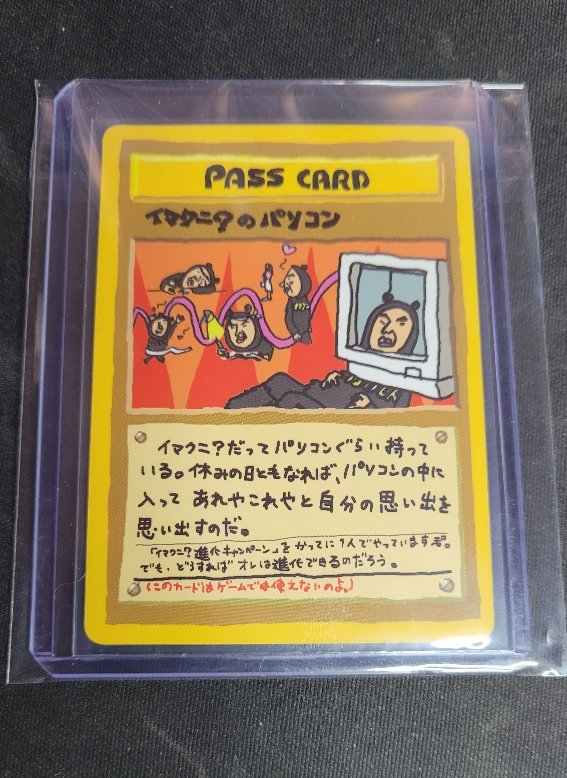 PASS CARD
イマクニ?のパソコン
イマクニ?だってパソコンぐらい持って
いる。休みの日ともなれば、パソコンの中に
入って あれやこれやと自分の思い出を
思い出すのだ。
「イマクニ?進化キャンペーン」をかってに1人でやっていますぞ。
でも、どうすれば オレは進化できるのだろう。
(このカードはゲームでは使えないのよ。)